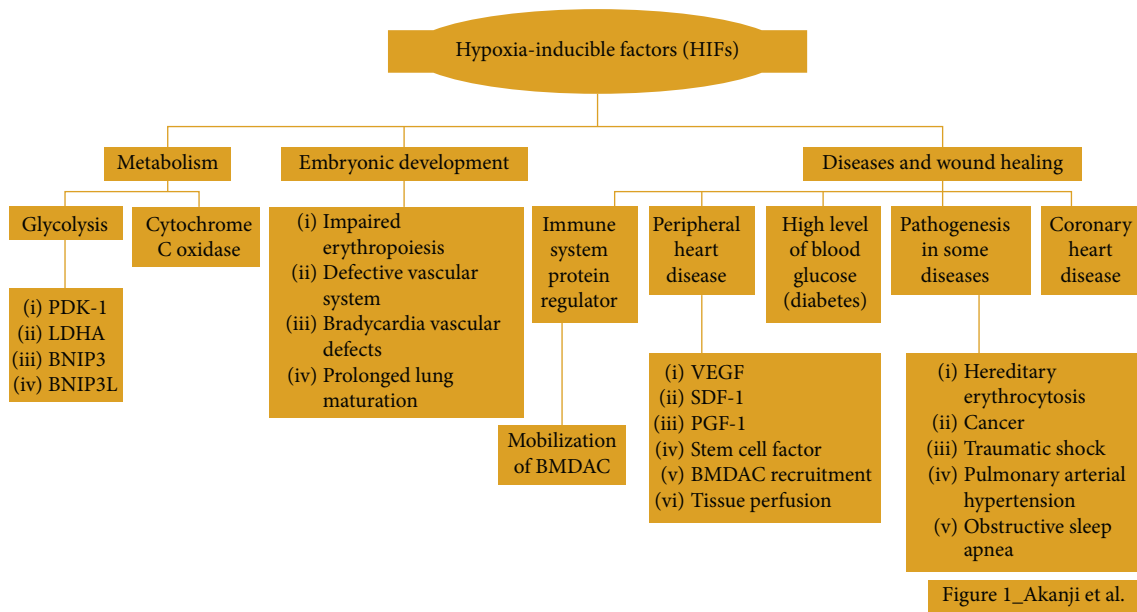 Hypoxia-inducible factors (HIFs)
Metabolism
Embryonic development
Diseases and wound healing
Glycolysis
Cytochrome
C oxidase
(i) PDK-1
(ii) LDHA
(iii) BNIP3
(iv) BNIP3L
(i) Impaired
erythropoiesis
(ii) Defective vascular
system
(iii) Bradycardia vascular
defects
(iv) Prolonged lung
maturation
Immune
system
protein
regulator
Mobilization
of BMDAC
Peripheral
heart
disease
(i) VEGF
(ii) SDF-1
(iii) PGF-1
(iv) Stem cell factor
(v) BMDAC recruitment
(vi) Tissue perfusion
High level
of blood
glucose
(diabetes)
Pathogenesis
in some
diseases
(i) Hereditary
erythrocytosis
(ii) Cancer
(iii) Traumatic shock
(iv) Pulmonary arterial
hypertension
(v) Obstructive sleep
apnea
Coronary
heart
disease
Figure 1_Akanji et al.